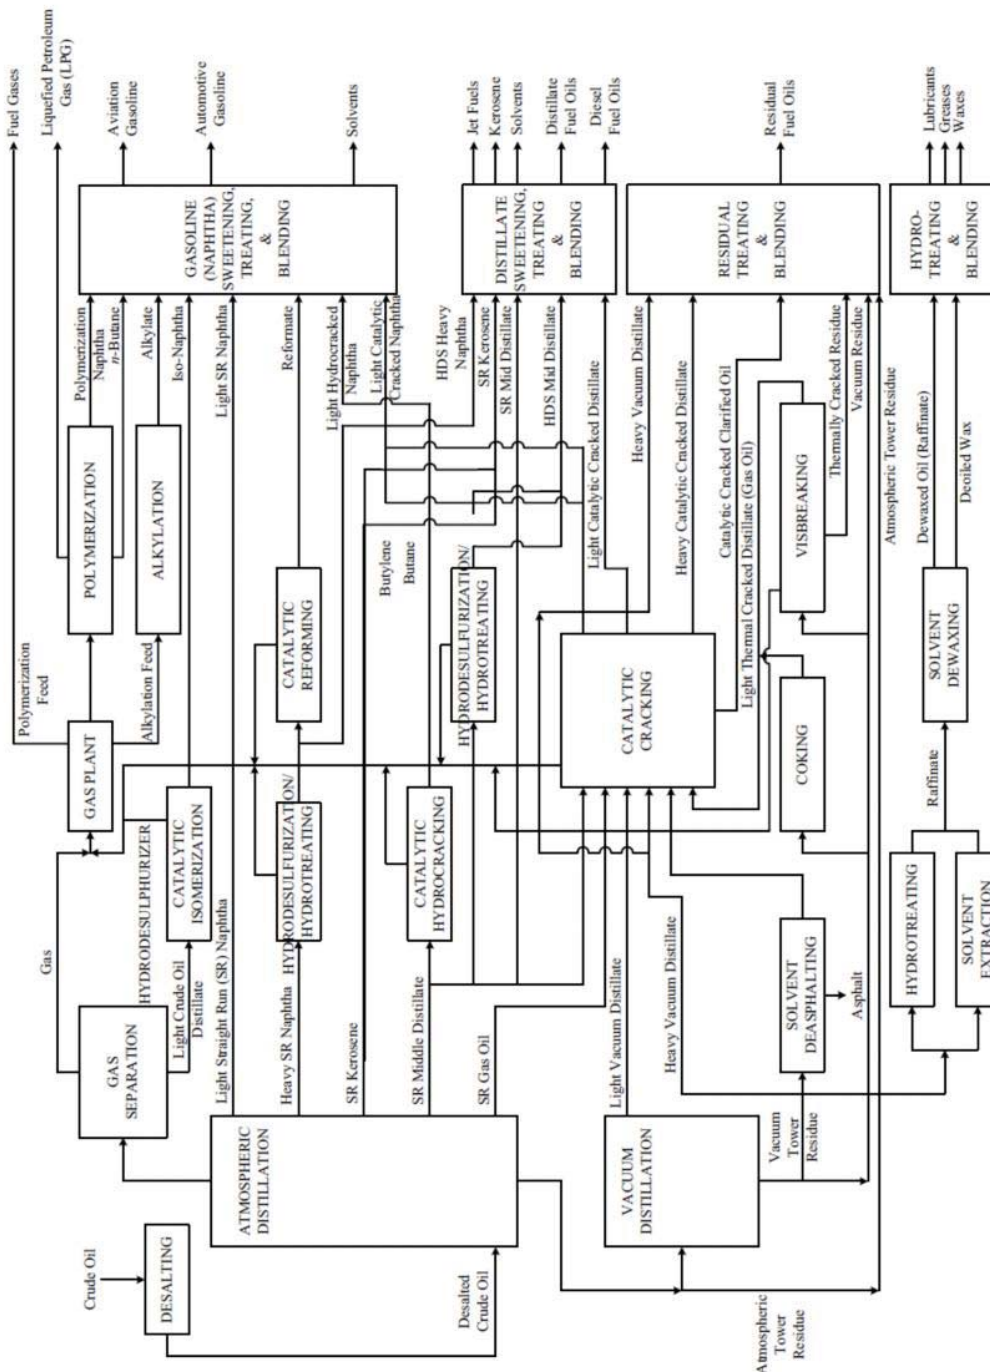 Crude Oil
DESALTING
Desalted
Crude Oil
ATMOSPHERIC
DISTILLATION
Atmospheric
Tower
Residue
VACUUM
DISTILLATION
Vacuum
Tower
Residue
GAS
SEPARATION
Gas
HYDRODESULPHURIZER
Light Crude Oil
Distillate
Light Straight Run (SR) Naphtha
Heavy SR Naphtha
SR Kerosene
SR Middle Distillate
SR Gas Oil
Light Vacuum Distillate
Heavy Vacuum Distillate
SOLVENT
DEASPHALTING
Asphalt
HYDROTREATING
SOLVENT
EXTRACTION
CATALYTIC
ISOMERIZATION
HYDRODESULFURIZATION/
HYDROTREATING
CATALYTIC
HYDROCRACKING
GAS PLANT
Polymerization
Feed
Alkylation Feed
COKING
Raffinate
POLYMERIZATION
ALKYLATION
CATALYTIC
REFORMING
Butylene
Butane
HYDRODESULFURIZATION/
HYDROTREATING
CATALYTIC
CRACKING
VISBREAKING
SOLVENT
DEWAXING
Polymerization
Naphtha
n-Butane
Alkylate
Iso-Naphtha
Light SR Naphtha
Reformate
Light Hydrocracked
Naphtha
Light Catalytic
Cracked Naphtha
HDS Heavy
Naphtha
SR Kerosene
SR Mid Distillate
HDS Mid Distillate
Light Catalytic Cracked Distillate
Heavy Vacuum Distillate
Heavy Catalytic Cracked Distillate
Catalytic Cracked Clarified Oil
Light Thermal Cracked Distillate (Gas Oil)
Thermally Cracked Residue
Vacuum Residue
Atmospheric Tower Residue
Dewaxed Oil (Raffinate)
Deoiled Wax
GASOLINE
(NAPHTHA)
SWEETENING,
TREATING,
&
BLENDING
DISTILLATE
SWEETENING,
TREATING
&
BLENDING
RESIDUAL
TREATING
&
BLENDING
HYDRO-
TREATING
&
BLENDING
Fuel Gases
Liquefied Petroleum
Gas (LPG)
Aviation
Gasoline
Automotive
Gasoline
Solvents
Jet Fuels
Kerosene
Solvents
Distillate
Fuel Oils
Diesel
Fuel Oils
Residual
Fuel Oils
Lubricants
Greases
Waxes